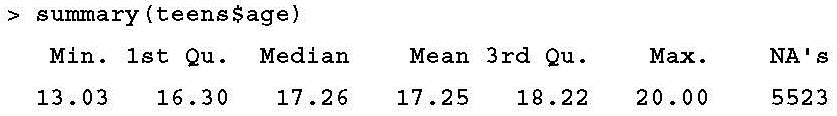 > summary(teens$age)
Min. 1st Qu. Median Mean 3rd Qu. Max. NA's
13.03 16.30 17.26 17.25 18.22 20.00 5523